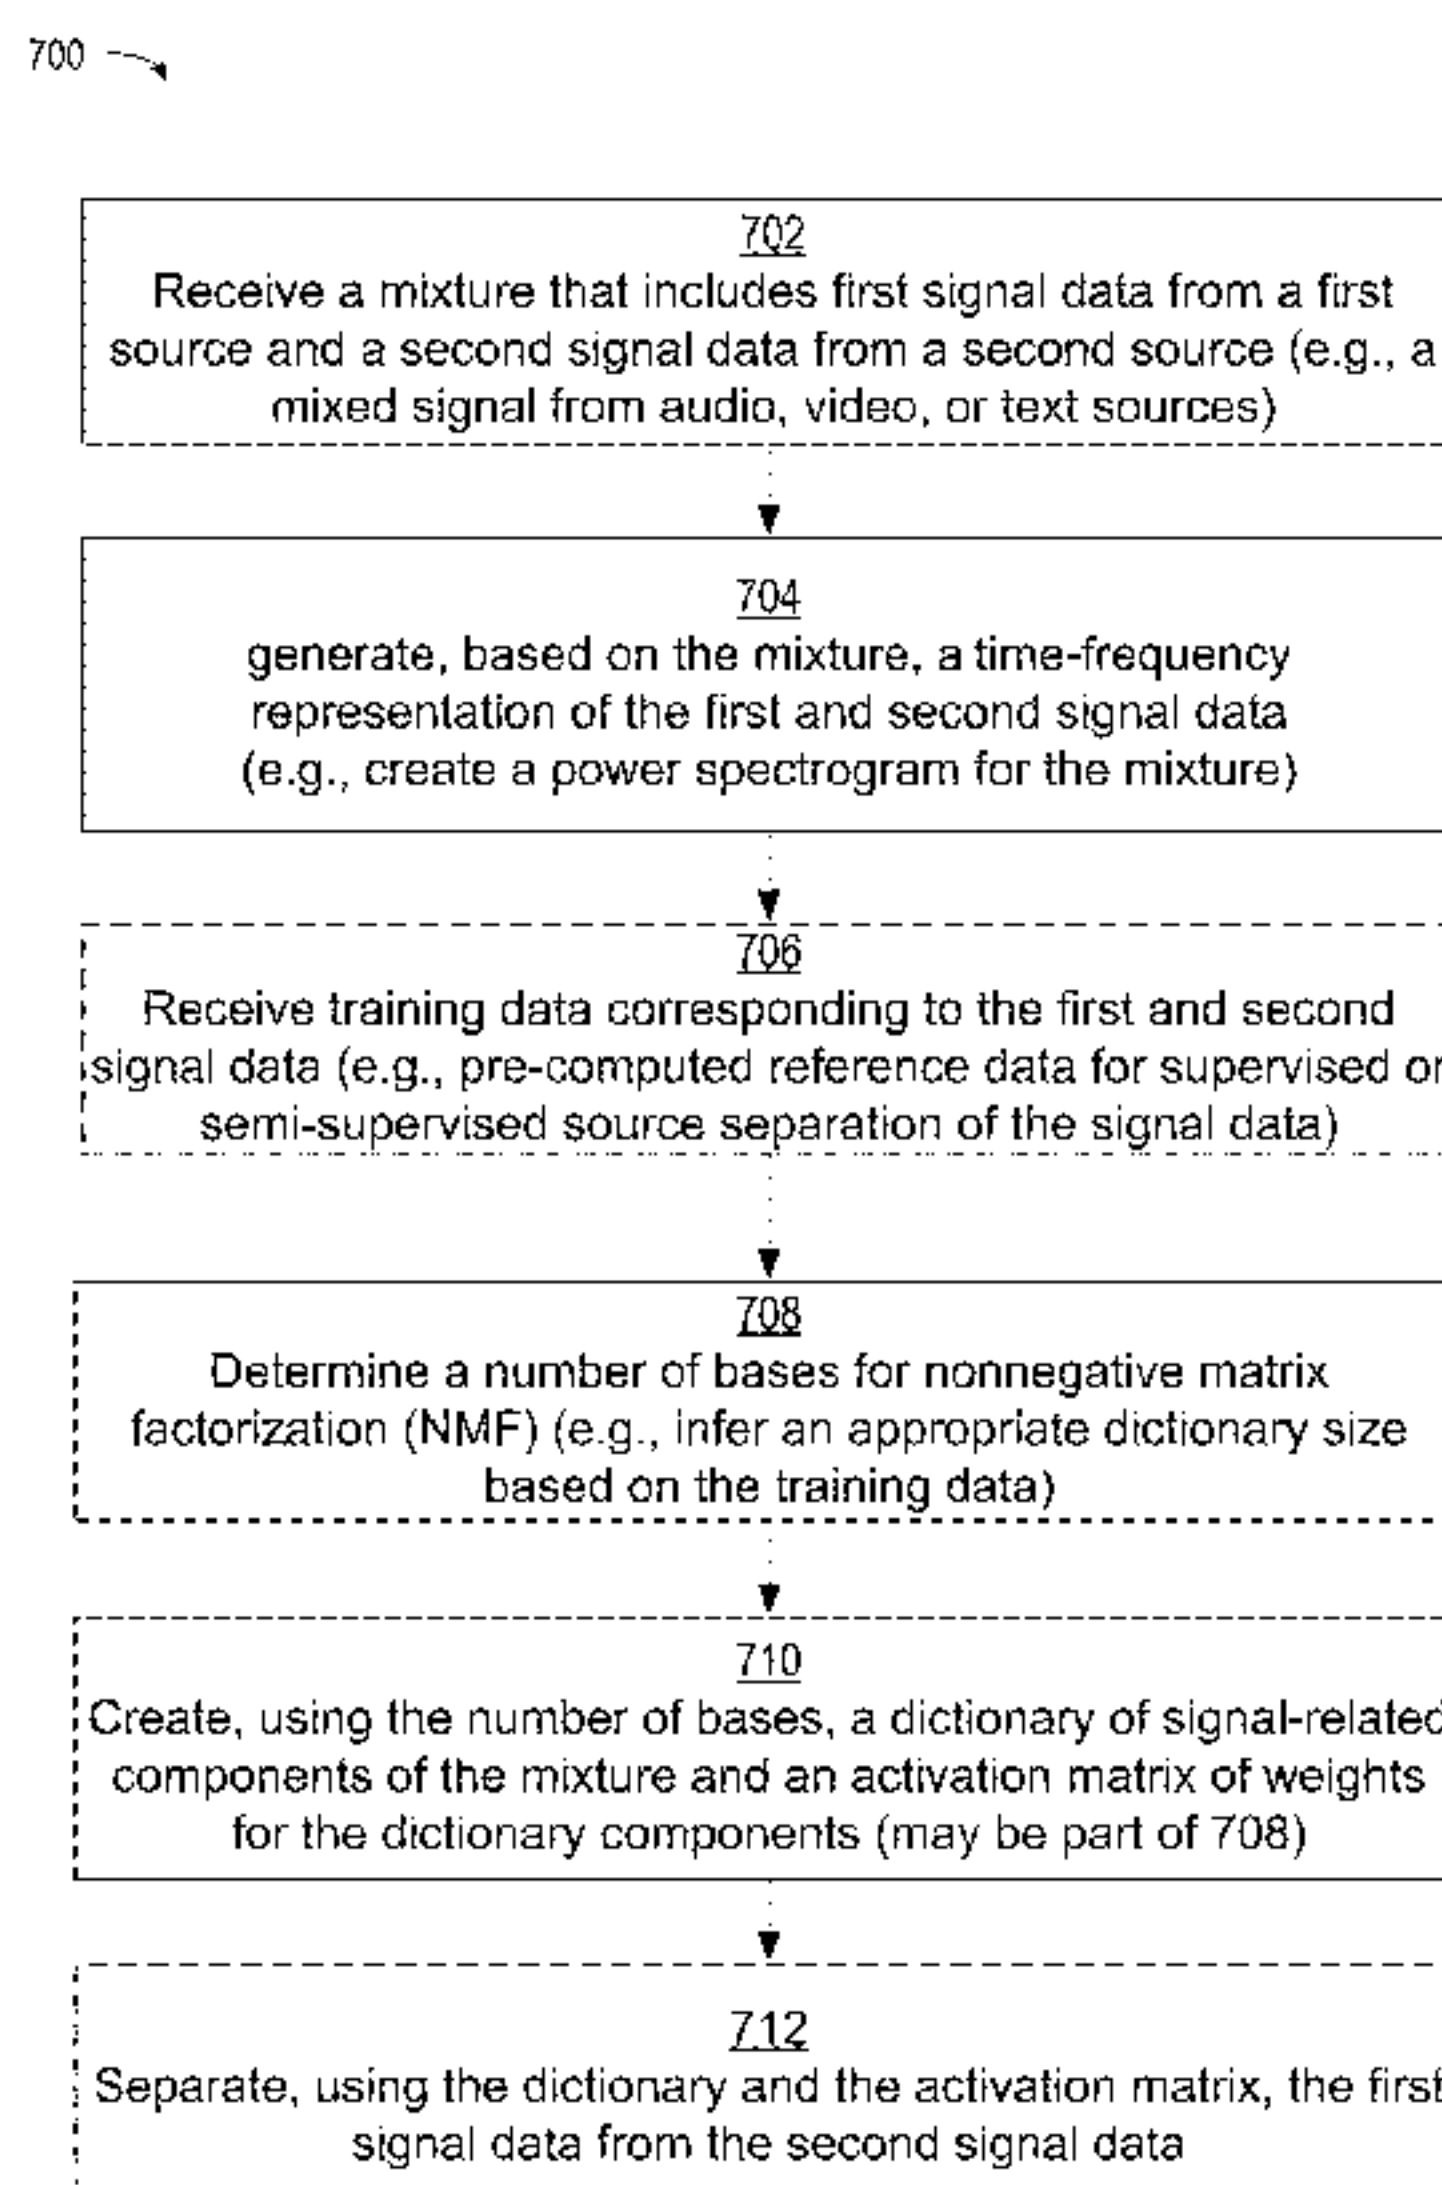 700
702
Receive a mixture that includes first signal data from a first
source and a second signal data from a second source (e.g., a
mixed signal from audio, video, or text sources)
704
generate, based on the mixture, a time-frequency
representation of the first and second signal data
(e.g., create a power spectrogram for the mixture)
706
Receive training data corresponding to the first and second
signal data (e.g., pre-computed reference data for supervised or
semi-supervised source separation of the signal data)
708
Determine a number of bases for nonnegative matrix
factorization (NMF) (e.g., infer an appropriate dictionary size
based on the training data)
710
Create, using the number of bases, a dictionary of signal-related
components of the mixture and an activation matrix of weights
for the dictionary components (may be part of 708)
712
Separate, using the dictionary and the activation matrix, the first
signal data from the second signal data